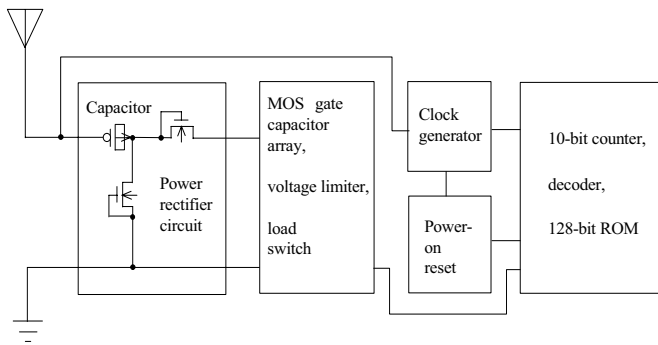 Capacitor
Power
rectifier
circuit
MOS gate
capacitor
array,
voltage limiter,
load
switch
Clock
generator
Power-
on
reset
10-bit counter,
decoder,
128-bit ROM